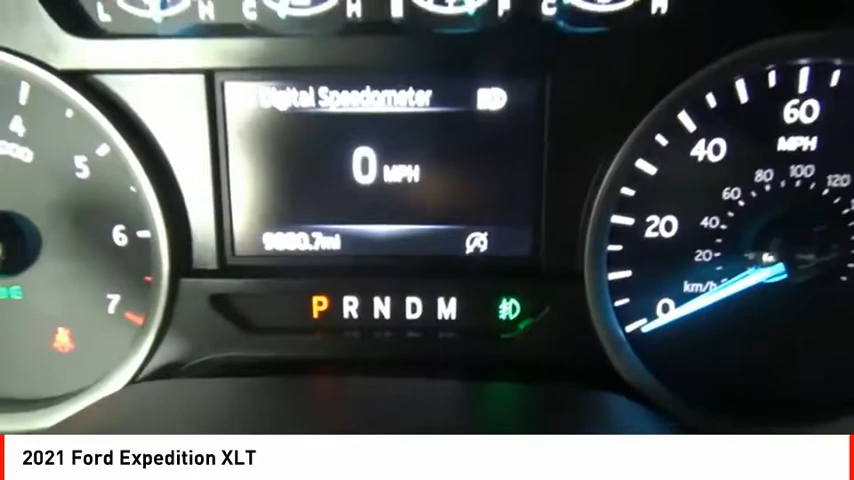 L H C H L H C H
Digital Speedometer
0 MPH
9880.7mi
4 5 6 7
P R N D M
0 20 40 60
MPH
20 40 60 80 100 120
km/h
2021 Ford Expedition XLT